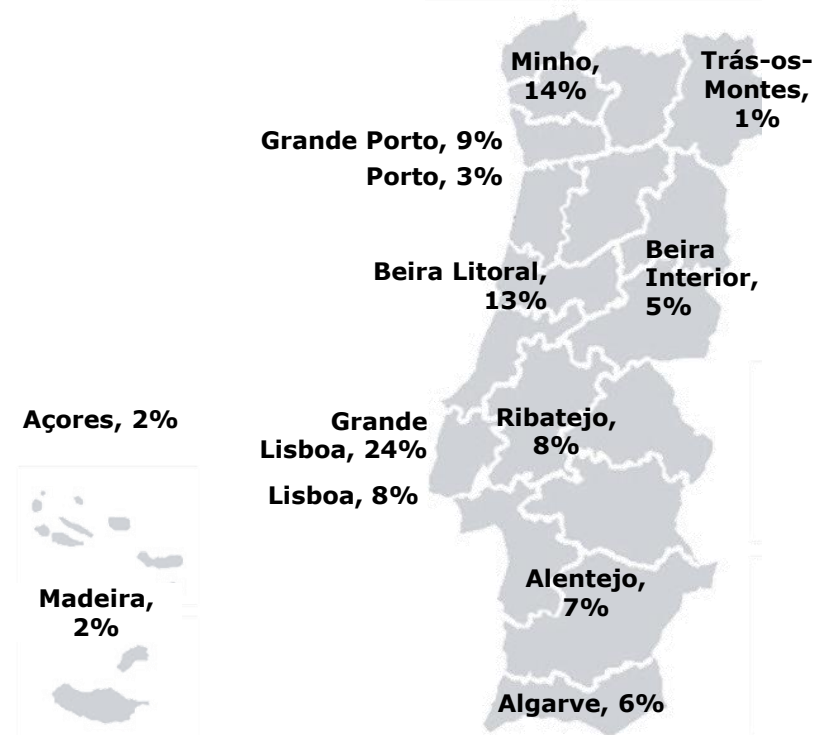 Minho,
14%
Trás-os-
Montes,
1%
Grande Porto, 9%
Porto, 3%
Beira Litoral,
13%
Beira
Interior,
5%
Açores, 2%
Grande
Lisboa, 24%
Ribatejo,
8%
Lisboa, 8%
Alentejo,
7%
Madeira,
2%
Algarve, 6%